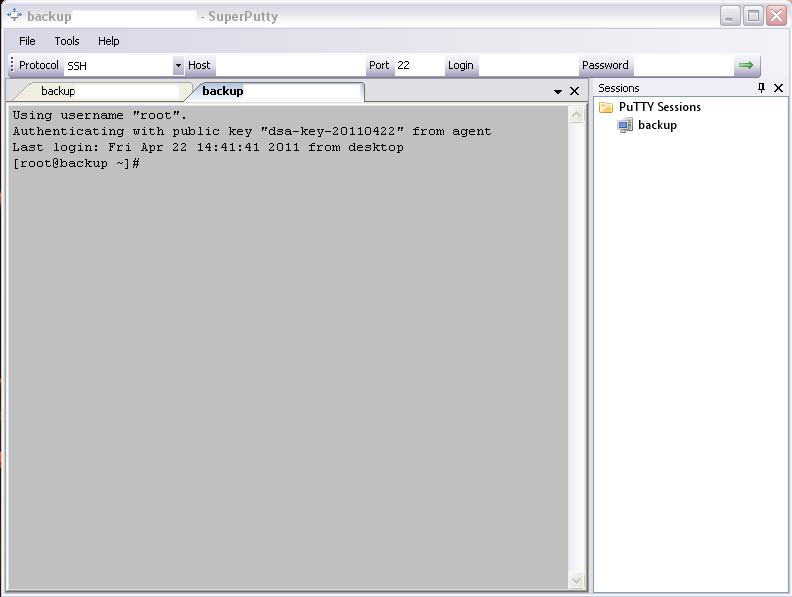 backup - SuperPutty
File Tools Help
Protocol SSH Host Port 22 Login Password
backup backup
Sessions
PuTTY Sessions
backup
Using username "root".
Authenticating with public key "dsa-key-20110422" from agent
Last login: Fri Apr 22 14:41:41 2011 from desktop
[root@backup ~]#